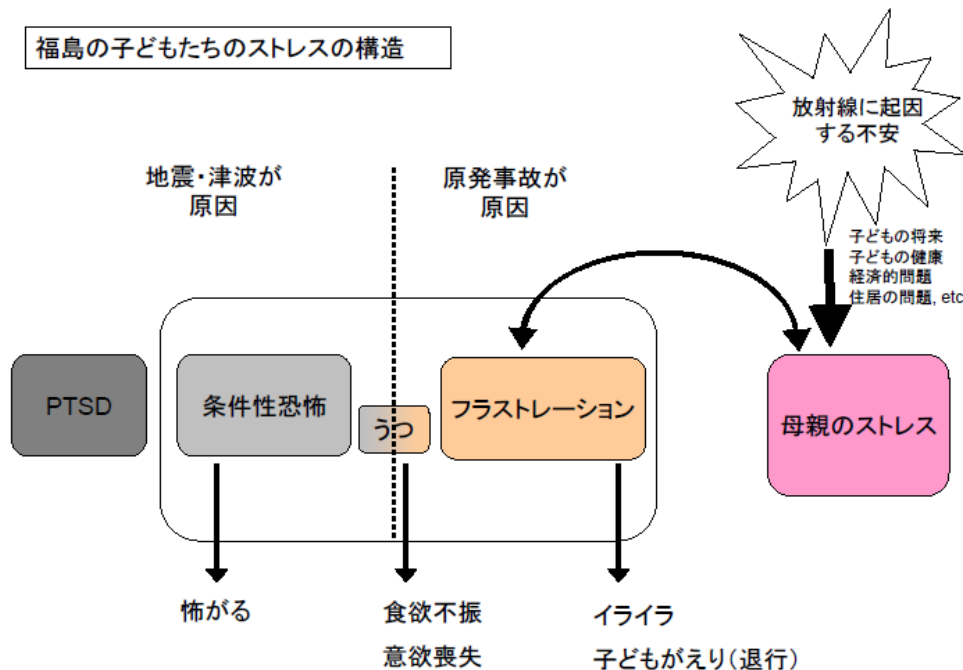 福島の子どもたちのストレスの構造
放射線に起因
する不安
地震・津波が
原因
原発事故が
原因
子どもの将来
子どもの健康
経済的問題
住居の問題, etc
PTSD
条件性恐怖
うつ
フラストレーション
母親のストレス
怖がる
食欲不振
意欲喪失
イライラ
子どもがえり(退行)